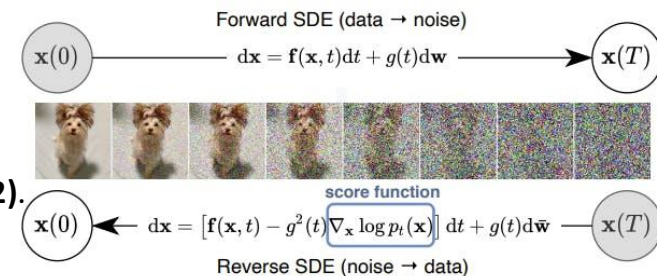 Forward SDE (data → noise)
x(0) dx = f(x, t)dt + g(t)dw x(T)
2).
score function
x(0) dx = [f(x, t) − g²(t)∇ₓ log pₜ(x)] dt + g(t)dw̄ x(T)
Reverse SDE (noise → data)